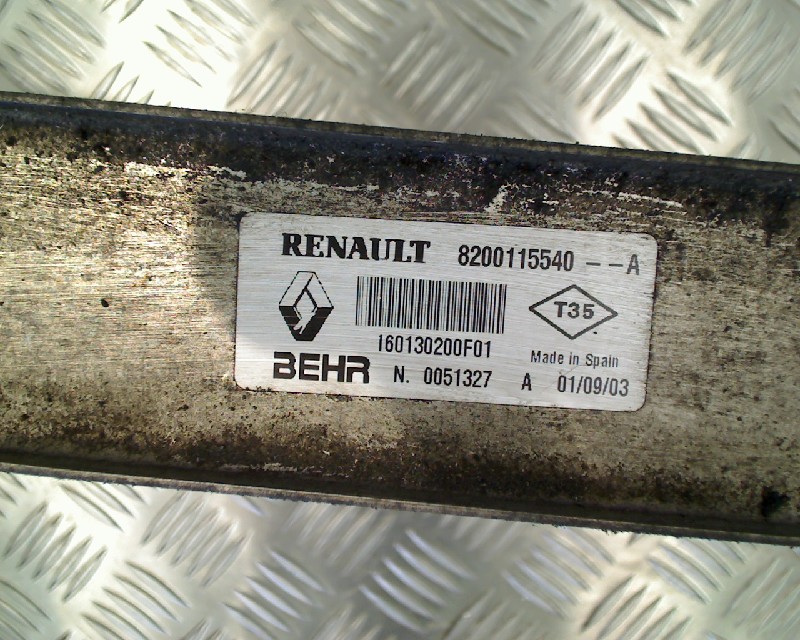 RENAULT 8200115540 --A
T35
160130200F01
Made in Spain
BEHR N. 0051327 A 01/09/03